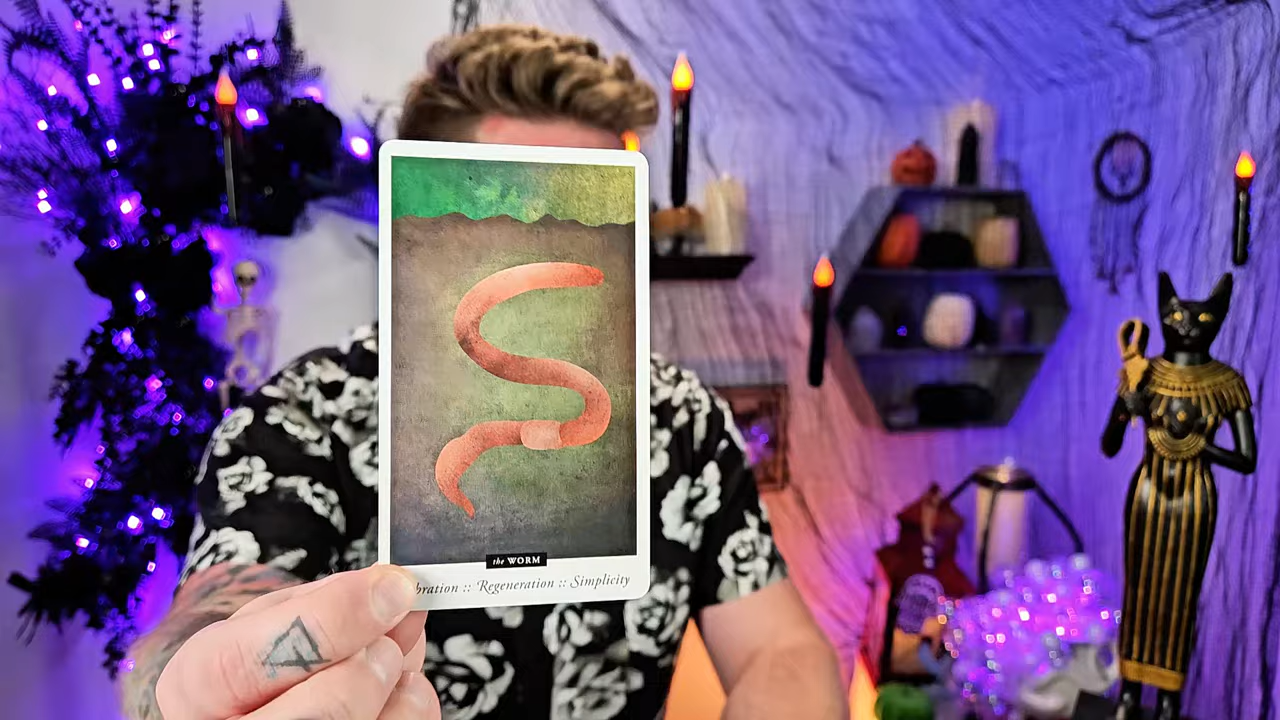 the WORM
:: Regeneration :: Simplicity